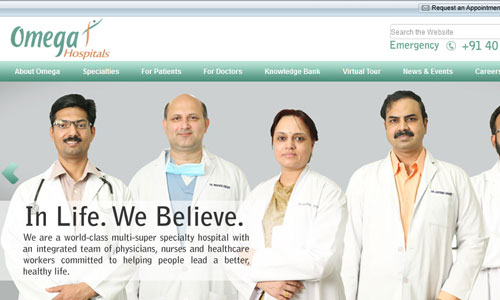 Request an Appointmen
Omega
Hospitals
Search the Website
Emergency +91 40
About Omega Specialties For Patients For Doctors Knowledge Bank Virtual Tour News & Events Careers
In Life. We Believe.
We are a world-class multi-super specialty hospital with
an integrated team of physicians, nurses and healthcare
workers committed to helping people lead a better,
healthy life.